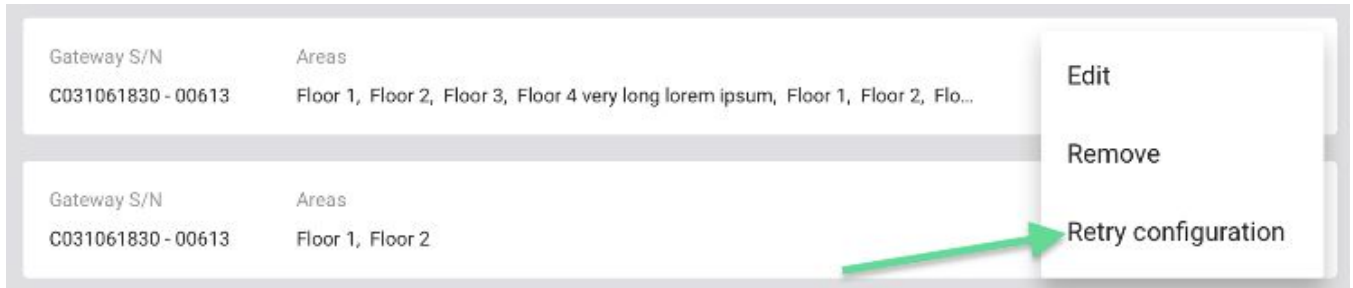 Gateway S/N Areas
C031061830 - 00613 Floor 1, Floor 2, Floor 3, Floor 4 very long lorem ipsum, Floor 1, Floor 2, Flo...
Edit
Remove
Gateway S/N Areas
C031061830 - 00613 Floor 1, Floor 2
Retry configuration